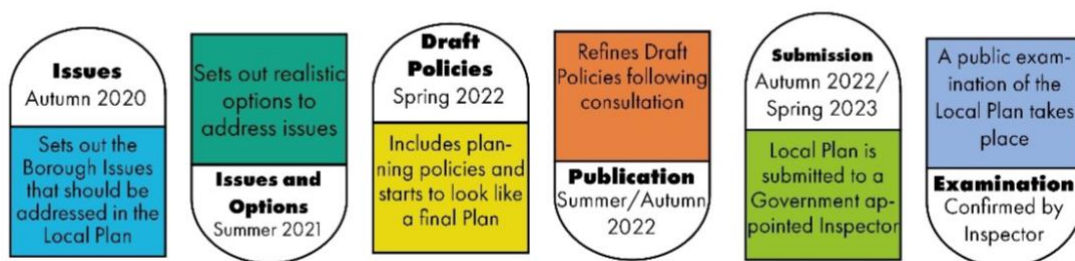 Issues
Autumn 2020
Sets out the
Borough Issues
that should be
addressed in the
Local Plan
Sets out realistic
options to
address issues
Issues and
Options
Summer 2021
Draft
Policies
Spring 2022
Includes plan-
ning policies and
starts to look like
a final Plan
Refines Draft
Policies following
consultation
Publication
Summer/Autumn
2022
Submission
Autumn 2022/
Spring 2023
Local Plan is
submitted to a
Government ap-
pointed Inspector
A public exam-
ination of the
Local Plan takes
place
Examination
Confirmed by
Inspector